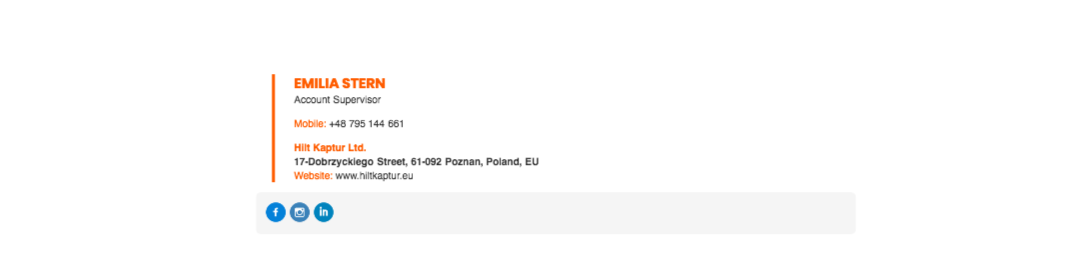 EMILIA STERN
Account Supervisor
Mobile: +48 795 144 661
Hilt Kaptur Ltd.
17-Dobrzyckiego Street, 61-092 Poznan, Poland, EU
Website: www.hiltkaptur.eu
f in